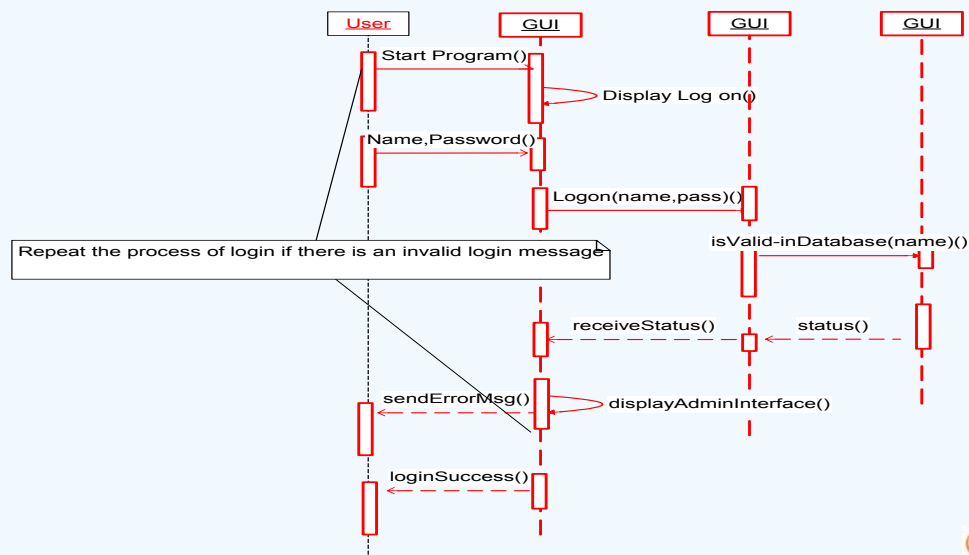 User
GUI
GUI
GUI
Start Program()
Display Log on()
Name,Password()
Logon(name,pass)()
isValid-inDatabase(name)()
Repeat the process of login if there is an invalid login message
receiveStatus()
status()
sendErrorMsg()
displayAdminInterface()
loginSuccess()